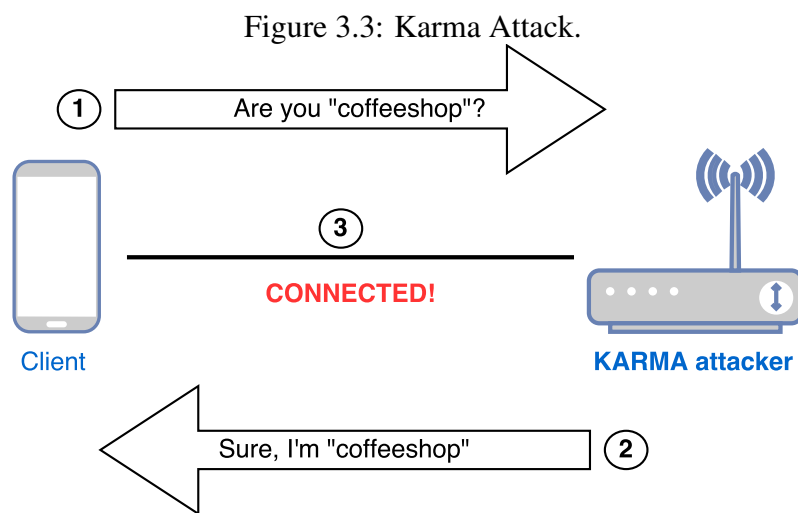 Figure 3.3: Karma Attack.
1
Are you "coffeeshop"?
3
CONNECTED!
Client
KARMA attacker
Sure, I'm "coffeeshop"
2